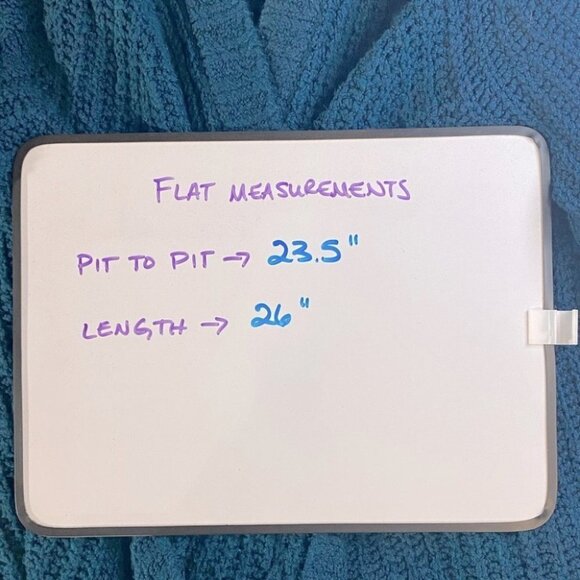 FLAT MEASUREMENTS
PIT TO PIT → 23.5"
LENGTH → 26"